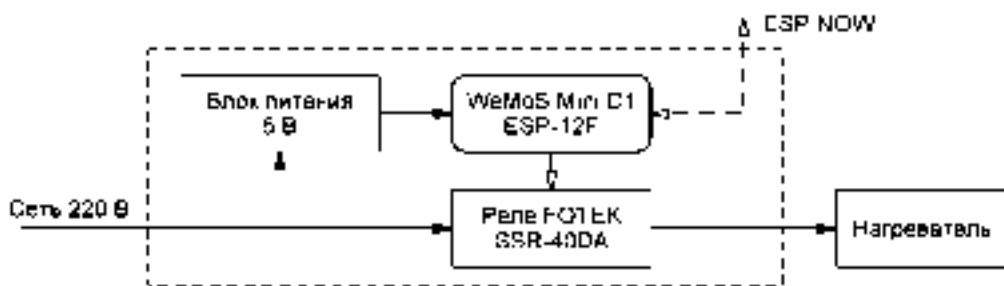 ESP NOW
Блок питания
5 В
WeMoS Mini D1
ESP-12F
Сеть 220 В
Реле FOTEK
SSR-40DA
Нагреватель